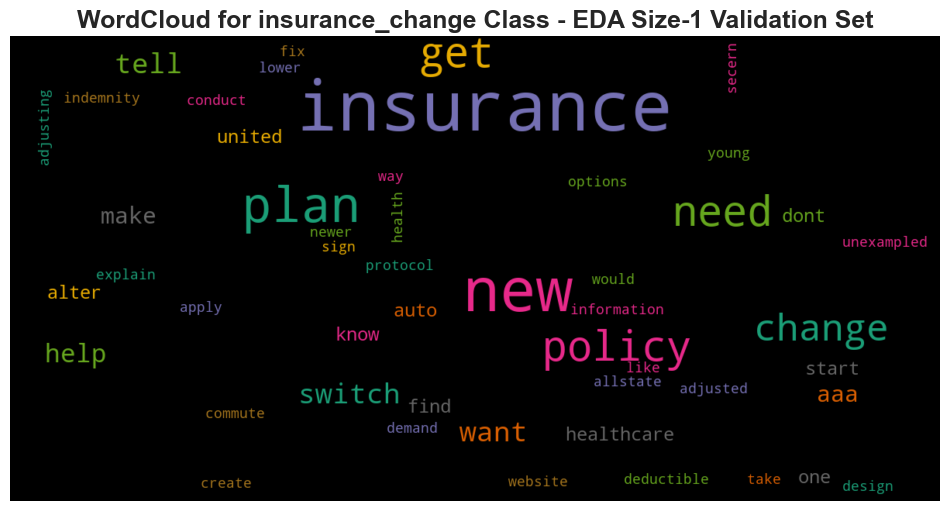 WordCloud for insurance_change Class - EDA Size-1 Validation Set
get
fix
secern
tell
lower
indemnity
conduct
insurance
adjusting
united
young
way
options
plan
health
need
dont
make
newer
sign
unexampled
protocol
explain
would
alter
new
apply
auto
information
know
change
help
policy
like
start
allstate
adjusted
switch
aaa
find
commute
demand
want
healthcare
create
website
deductible
take
one
design